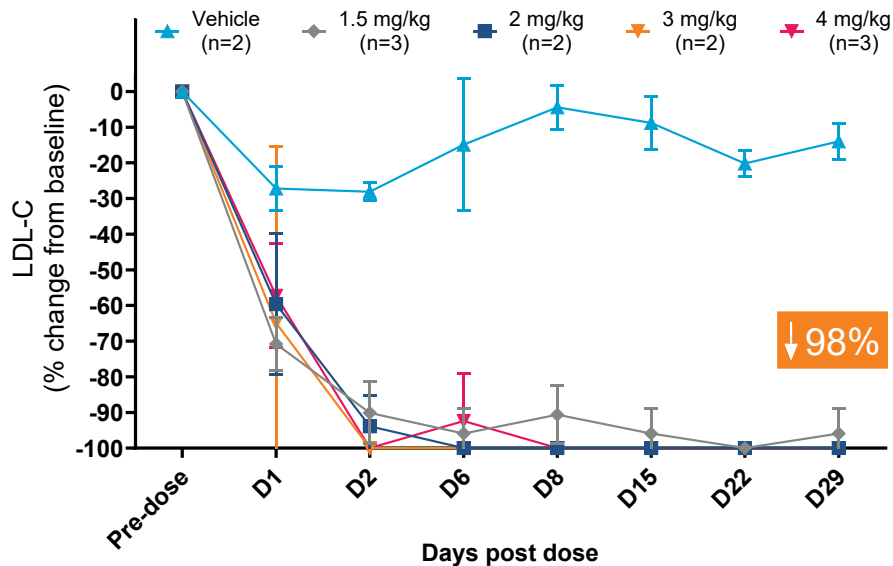 Vehicle
(n=2)
1.5 mg/kg
(n=3)
2 mg/kg
(n=2)
3 mg/kg
(n=2)
4 mg/kg
(n=3)
LDL-C
(% change from baseline)
0
-10
-20
-30
-40
-50
-60
-70
-80
-90
-100
↓ 98%
Pre-dose
D1
D2
D6
D8
D15
D22
D29
Days post dose